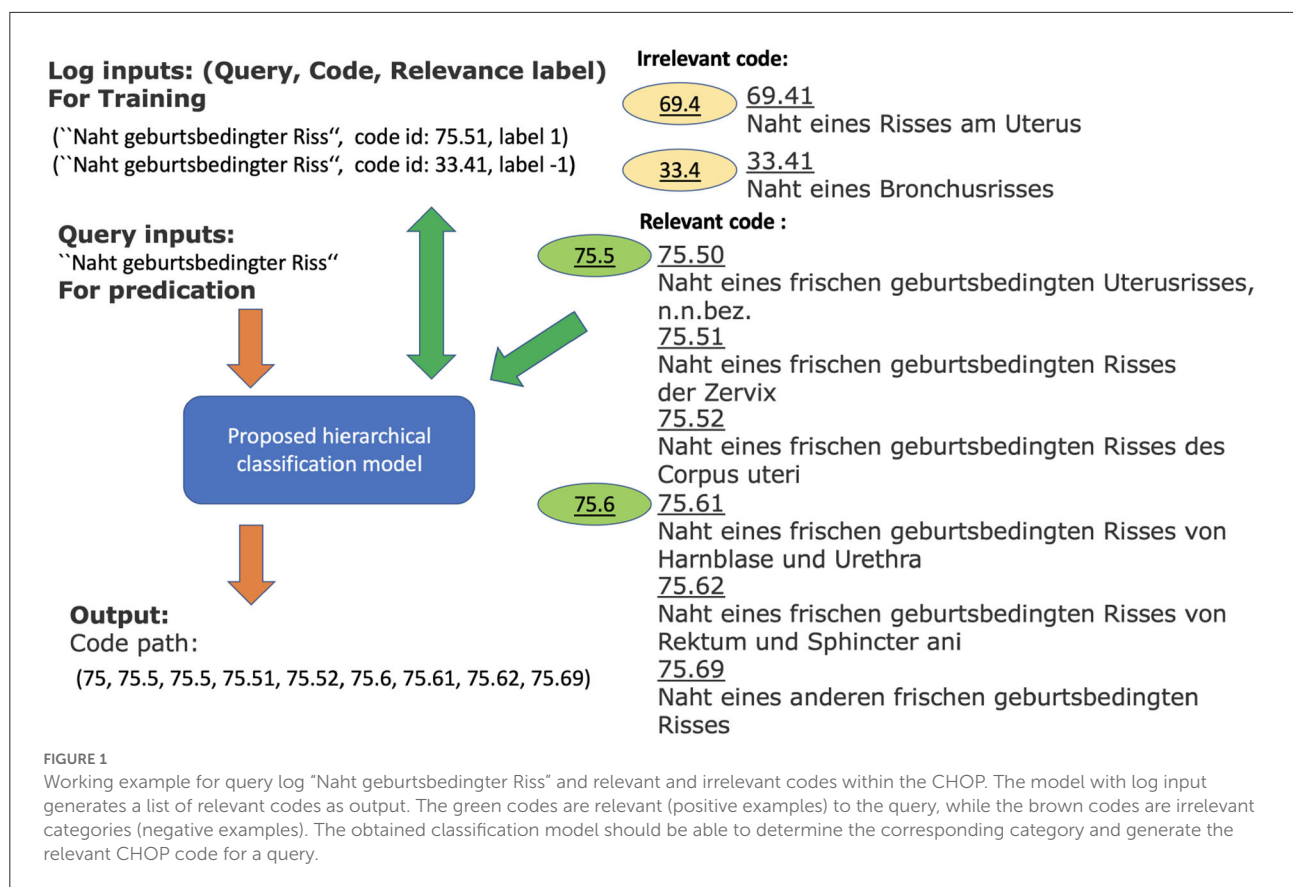 Log inputs: (Query, Code, Relevance label)
For Training
(``Naht geburtsbedingter Riss“, code id: 75.51, label 1)
(``Naht geburtsbedingter Riss“, code id: 33.41, label -1)
Query inputs:
``Naht geburtsbedingter Riss“
For predication
Proposed hierarchical
classification model
Output:
Code path:
(75, 75.5, 75.5, 75.51, 75.52, 75.6, 75.61, 75.62, 75.69)
Irrelevant code:
69.4
69.41
Naht eines Risses am Uterus
33.4
33.41
Naht eines Bronchusrisses
Relevant code :
75.5
75.50
Naht eines frischen geburtsbedingten Uterusrisses,
n.n.bez.
75.51
Naht eines frischen geburtsbedingten Risses
der Zervix
75.52
Naht eines frischen geburtsbedingten Risses des
Corpus uteri
75.6
75.61
Naht eines frischen geburtsbedingten Risses von
Harnblase und Urethra
75.62
Naht eines frischen geburtsbedingten Risses von
Rektum und Sphincter ani
75.69
Naht eines anderen frischen geburtsbedingten
Risses
FIGURE 1
Working example for query log “Naht geburtsbedingter Riss” and relevant and irrelevant codes within the CHOP. The model with log input
generates a list of relevant codes as output. The green codes are relevant (positive examples) to the query, while the brown codes are irrelevant
categories (negative examples). The obtained classification model should be able to determine the corresponding category and generate the
relevant CHOP code for a query.